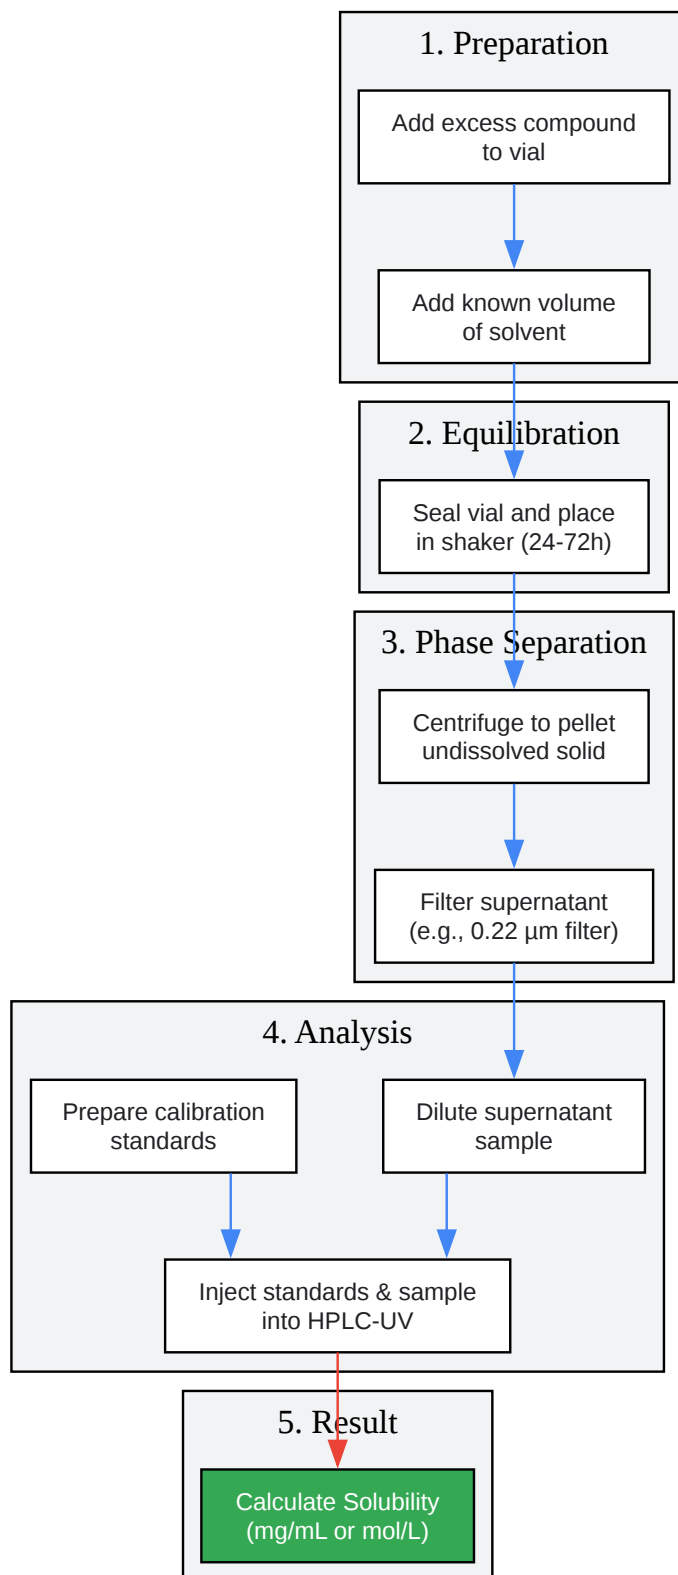 1. Preparation
Add excess compound
to vial
Add known volume
of solvent
2. Equilibration
Seal vial and place
in shaker (24-72h)
3. Phase Separation
Centrifuge to pellet
undissolved solid
Filter supernatant
(e.g., 0.22 µm filter)
4. Analysis
Prepare calibration
standards
Dilute supernatant
sample
Inject standards & sample
into HPLC-UV
5. Result
Calculate Solubility
(mg/mL or mol/L)